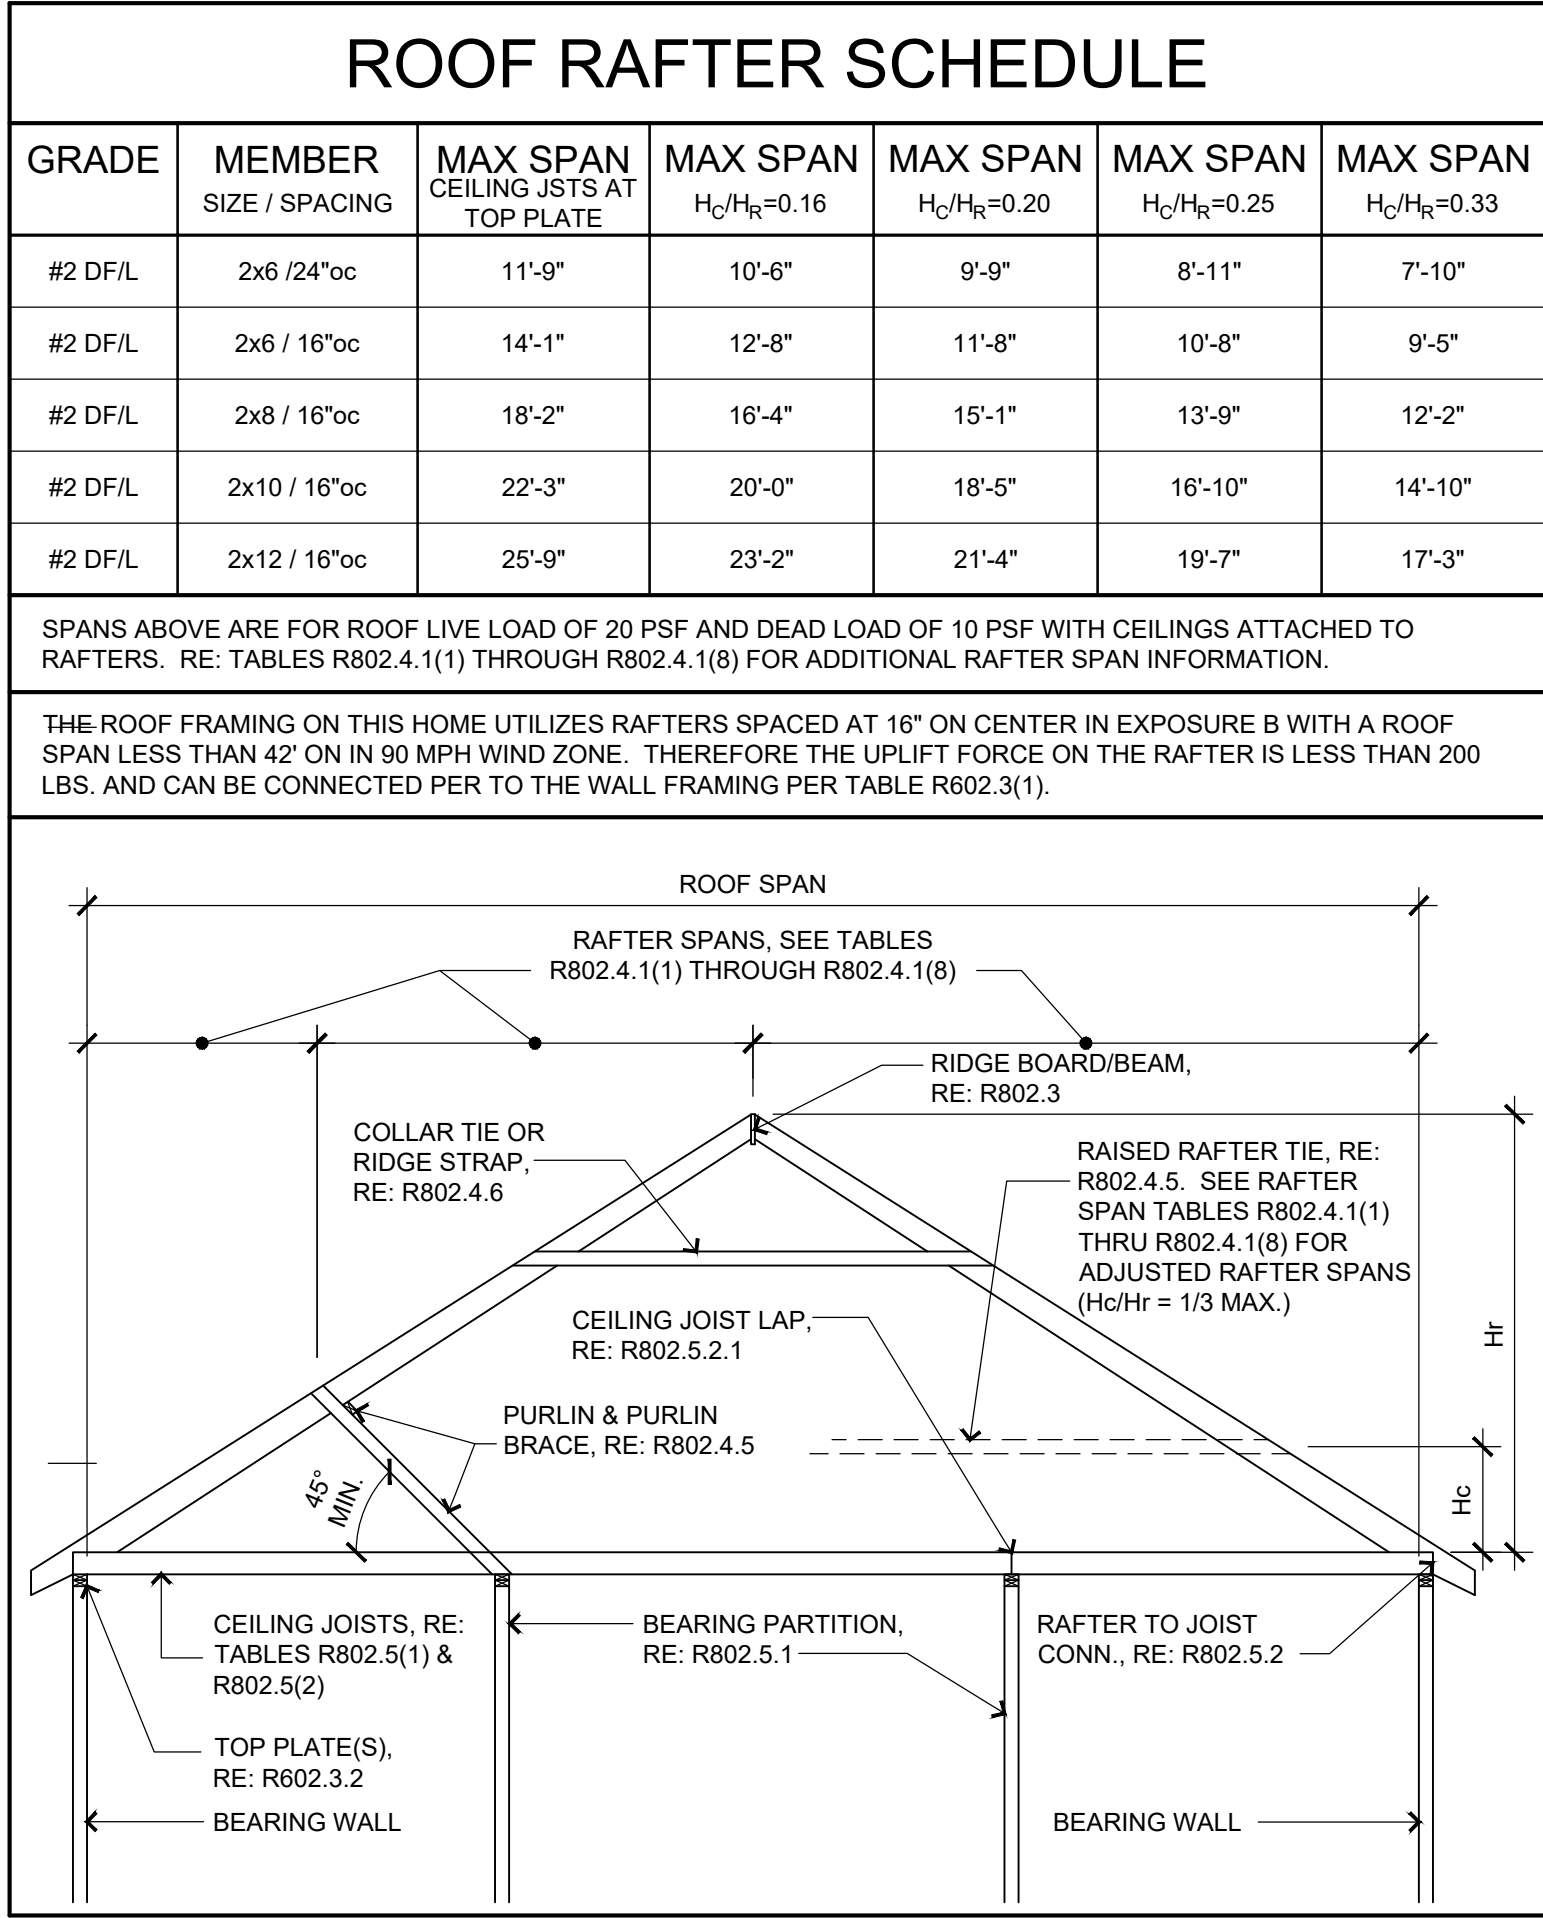 ROOF RAFTER SCHEDULE
GRADE
MEMBER
SIZE / SPACING
MAX SPAN
CEILING JSTS AT
TOP PLATE
MAX SPAN
HC/HR=0.16
MAX SPAN
HC/HR=0.20
MAX SPAN
HC/HR=0.25
MAX SPAN
HC/HR=0.33
#2 DF/L 2x6 /24"oc 11'-9" 10'-6" 9'-9" 8'-11" 7'-10"
#2 DF/L 2x6 / 16"oc 14'-1" 12'-8" 11'-8" 10'-8" 9'-5"
#2 DF/L 2x8 / 16"oc 18'-2" 16'-4" 15'-1" 13'-9" 12'-2"
#2 DF/L 2x10 / 16"oc 22'-3" 20'-0" 18'-5" 16'-10" 14'-10"
#2 DF/L 2x12 / 16"oc 25'-9" 23'-2" 21'-4" 19'-7" 17'-3"
SPANS ABOVE ARE FOR ROOF LIVE LOAD OF 20 PSF AND DEAD LOAD OF 10 PSF WITH CEILINGS ATTACHED TO
RAFTERS. RE: TABLES R802.4.1(1) THROUGH R802.4.1(8) FOR ADDITIONAL RAFTER SPAN INFORMATION.
THE ROOF FRAMING ON THIS HOME UTILIZES RAFTERS SPACED AT 16" ON CENTER IN EXPOSURE B WITH A ROOF
SPAN LESS THAN 42' ON IN 90 MPH WIND ZONE. THEREFORE THE UPLIFT FORCE ON THE RAFTER IS LESS THAN 200
LBS. AND CAN BE CONNECTED PER TO THE WALL FRAMING PER TABLE R602.3(1).
ROOF SPAN
RAFTER SPANS, SEE TABLES
R802.4.1(1) THROUGH R802.4.1(8)
RIDGE BOARD/BEAM,
RE: R802.3
COLLAR TIE OR
RIDGE STRAP,
RE: R802.4.6
RAISED RAFTER TIE, RE:
R802.4.5. SEE RAFTER
SPAN TABLES R802.4.1(1)
THRU R802.4.1(8) FOR
ADJUSTED RAFTER SPANS
(Hc/Hr = 1/3 MAX.)
Hr
CEILING JOIST LAP,
RE: R802.5.2.1
PURLIN & PURLIN
BRACE, RE: R802.4.5
45°
MIN.
Hc
CEILING JOISTS, RE:
TABLES R802.5(1) &
R802.5(2)
BEARING PARTITION,
RE: R802.5.1
RAFTER TO JOIST
CONN., RE: R802.5.2
TOP PLATE(S),
RE: R602.3.2
BEARING WALL
BEARING WALL